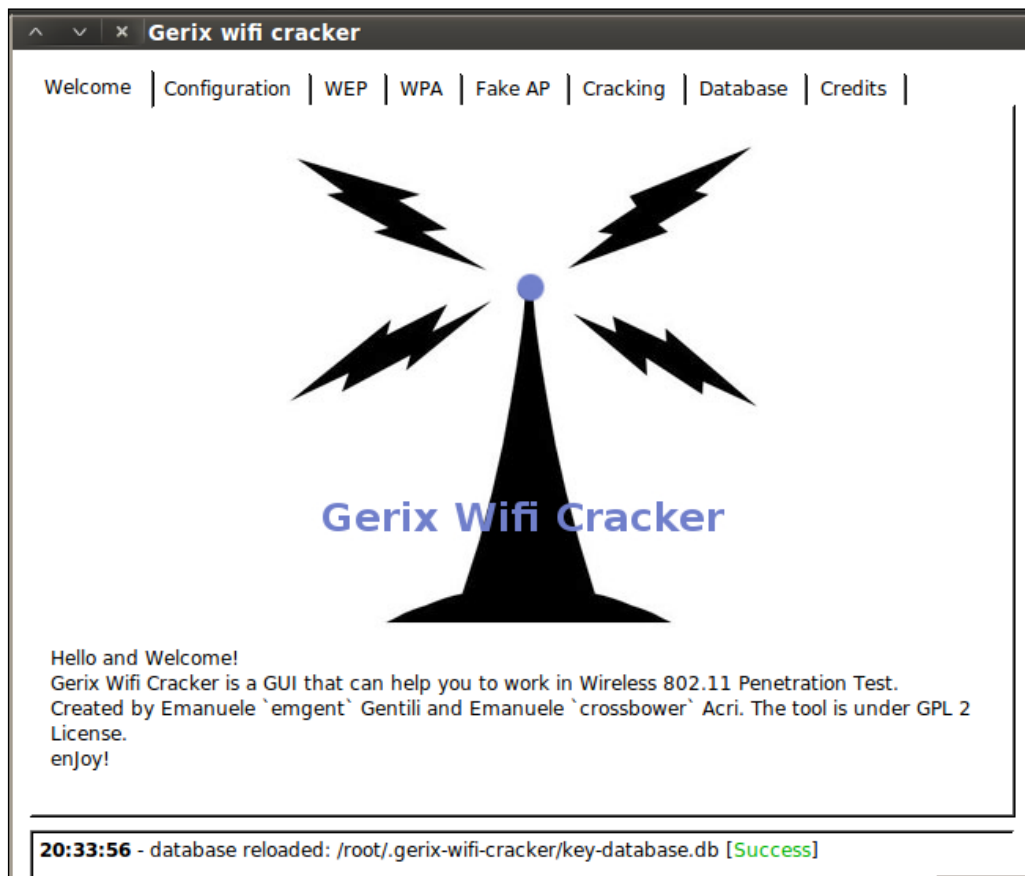 Gerix wifi cracker
Welcome Configuration WEP WPA Fake AP Cracking Database Credits
Gerix Wifi Cracker
Hello and Welcome!
Gerix Wifi Cracker is a GUI that can help you to work in Wireless 802.11 Penetration Test.
Created by Emanuele `emgent` Gentili and Emanuele `crossbower` Acri. The tool is under GPL 2
License.
enJoy!
20:33:56 - database reloaded: /root/.gerix-wifi-cracker/key-database.db [Success]